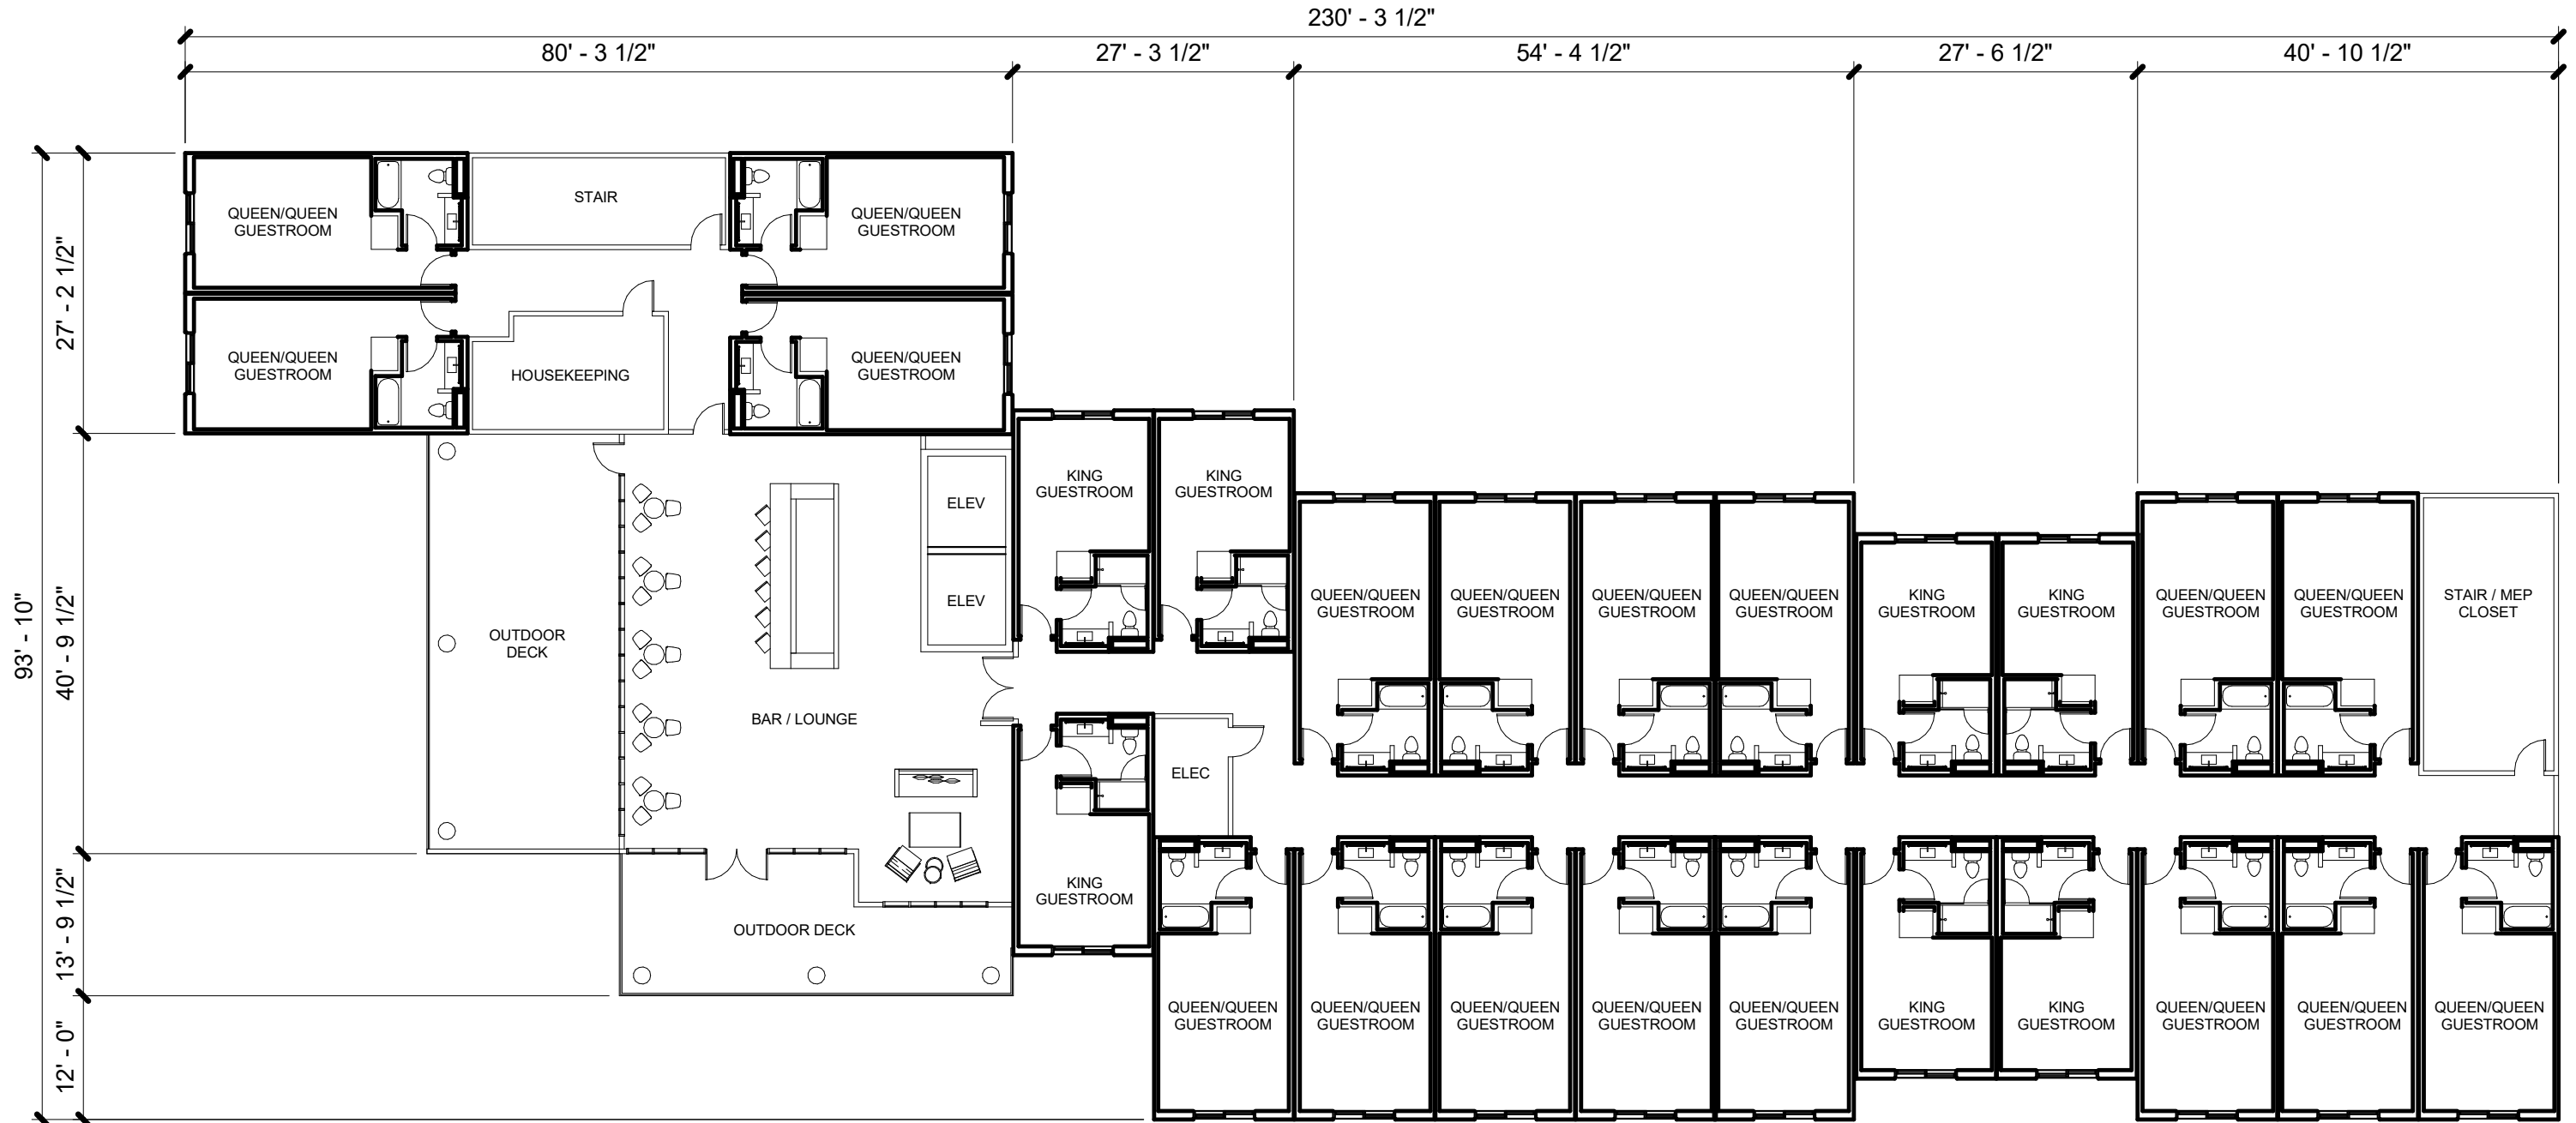 230' - 3 1/2"
80' - 3 1/2"
27' - 3 1/2"
54' - 4 1/2"
27' - 6 1/2"
40' - 10 1/2"
93' - 10"
27' - 2 1/2"
40' - 9 1/2"
13' - 9 1/2"
12' - 0"
QUEEN/QUEEN
GUESTROOM
STAIR
QUEEN/QUEEN
GUESTROOM
QUEEN/QUEEN
GUESTROOM
HOUSEKEEPING
QUEEN/QUEEN
GUESTROOM
OUTDOOR
DECK
BAR / LOUNGE
ELEV
ELEV
OUTDOOR DECK
KING
GUESTROOM
KING
GUESTROOM
QUEEN/QUEEN
GUESTROOM
QUEEN/QUEEN
GUESTROOM
QUEEN/QUEEN
GUESTROOM
QUEEN/QUEEN
GUESTROOM
KING
GUESTROOM
KING
GUESTROOM
QUEEN/QUEEN
GUESTROOM
QUEEN/QUEEN
GUESTROOM
STAIR / MEP
CLOSET
ELEC
KING
GUESTROOM
QUEEN/QUEEN
GUESTROOM
QUEEN/QUEEN
GUESTROOM
QUEEN/QUEEN
GUESTROOM
QUEEN/QUEEN
GUESTROOM
QUEEN/QUEEN
GUESTROOM
KING
GUESTROOM
KING
GUESTROOM
QUEEN/QUEEN
GUESTROOM
QUEEN/QUEEN
GUESTROOM
QUEEN/QUEEN
GUESTROOM